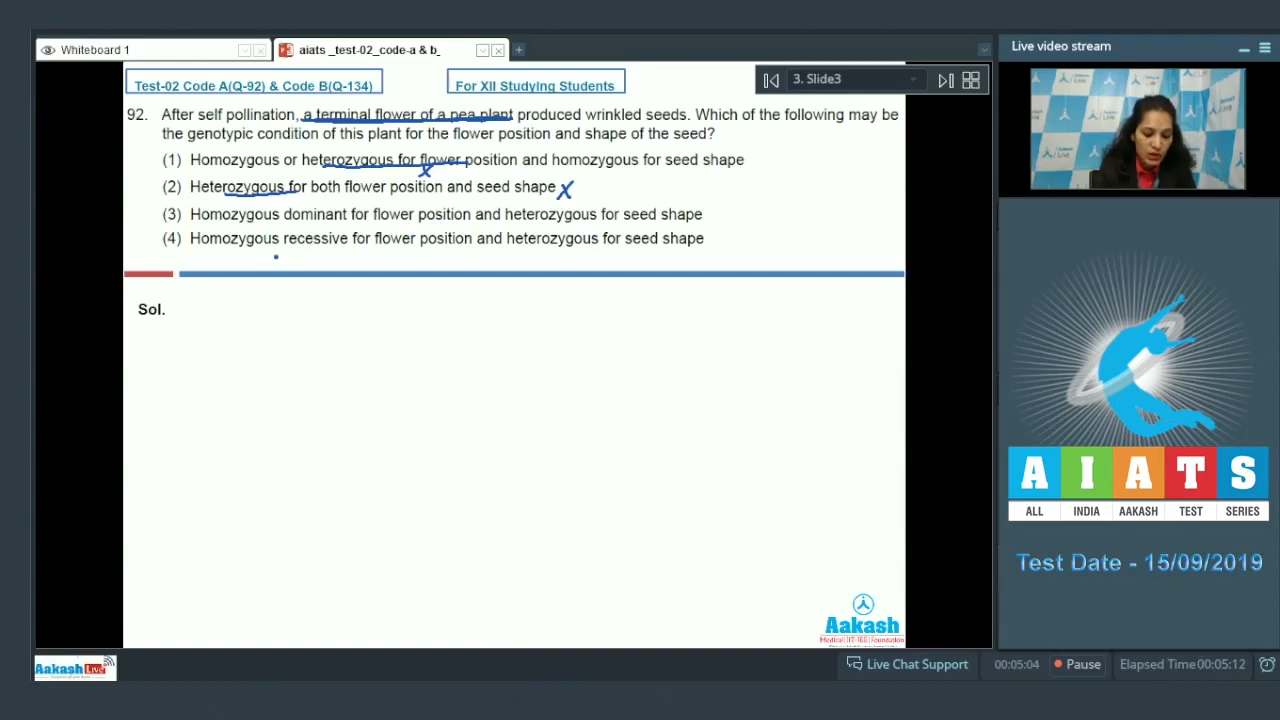 Whiteboard 1
aiats _test-02_code-a & b_
Live video stream
Test-02 Code A(Q-92) & Code B(Q-134)
For XII Studying Students
3. Slide3
92. After self pollination, a terminal flower of a pea plant produced wrinkled seeds. Which of the following may be
the genotypic condition of this plant for the flower position and shape of the seed?
(1) Homozygous or heterozygous for flower position and homozygous for seed shape
(2) Heterozygous for both flower position and seed shape
(3) Homozygous dominant for flower position and heterozygous for seed shape
(4) Homozygous recessive for flower position and heterozygous for seed shape
Sol.
A I A T S
ALL INDIA AAKASH TEST SERIES
Test Date - 15/09/2019
Aakash
Medical|IIT-JEE|Foundation
Aakash Live
Live Chat Support
00:05:04
Pause
Elapsed Time 00:05:12